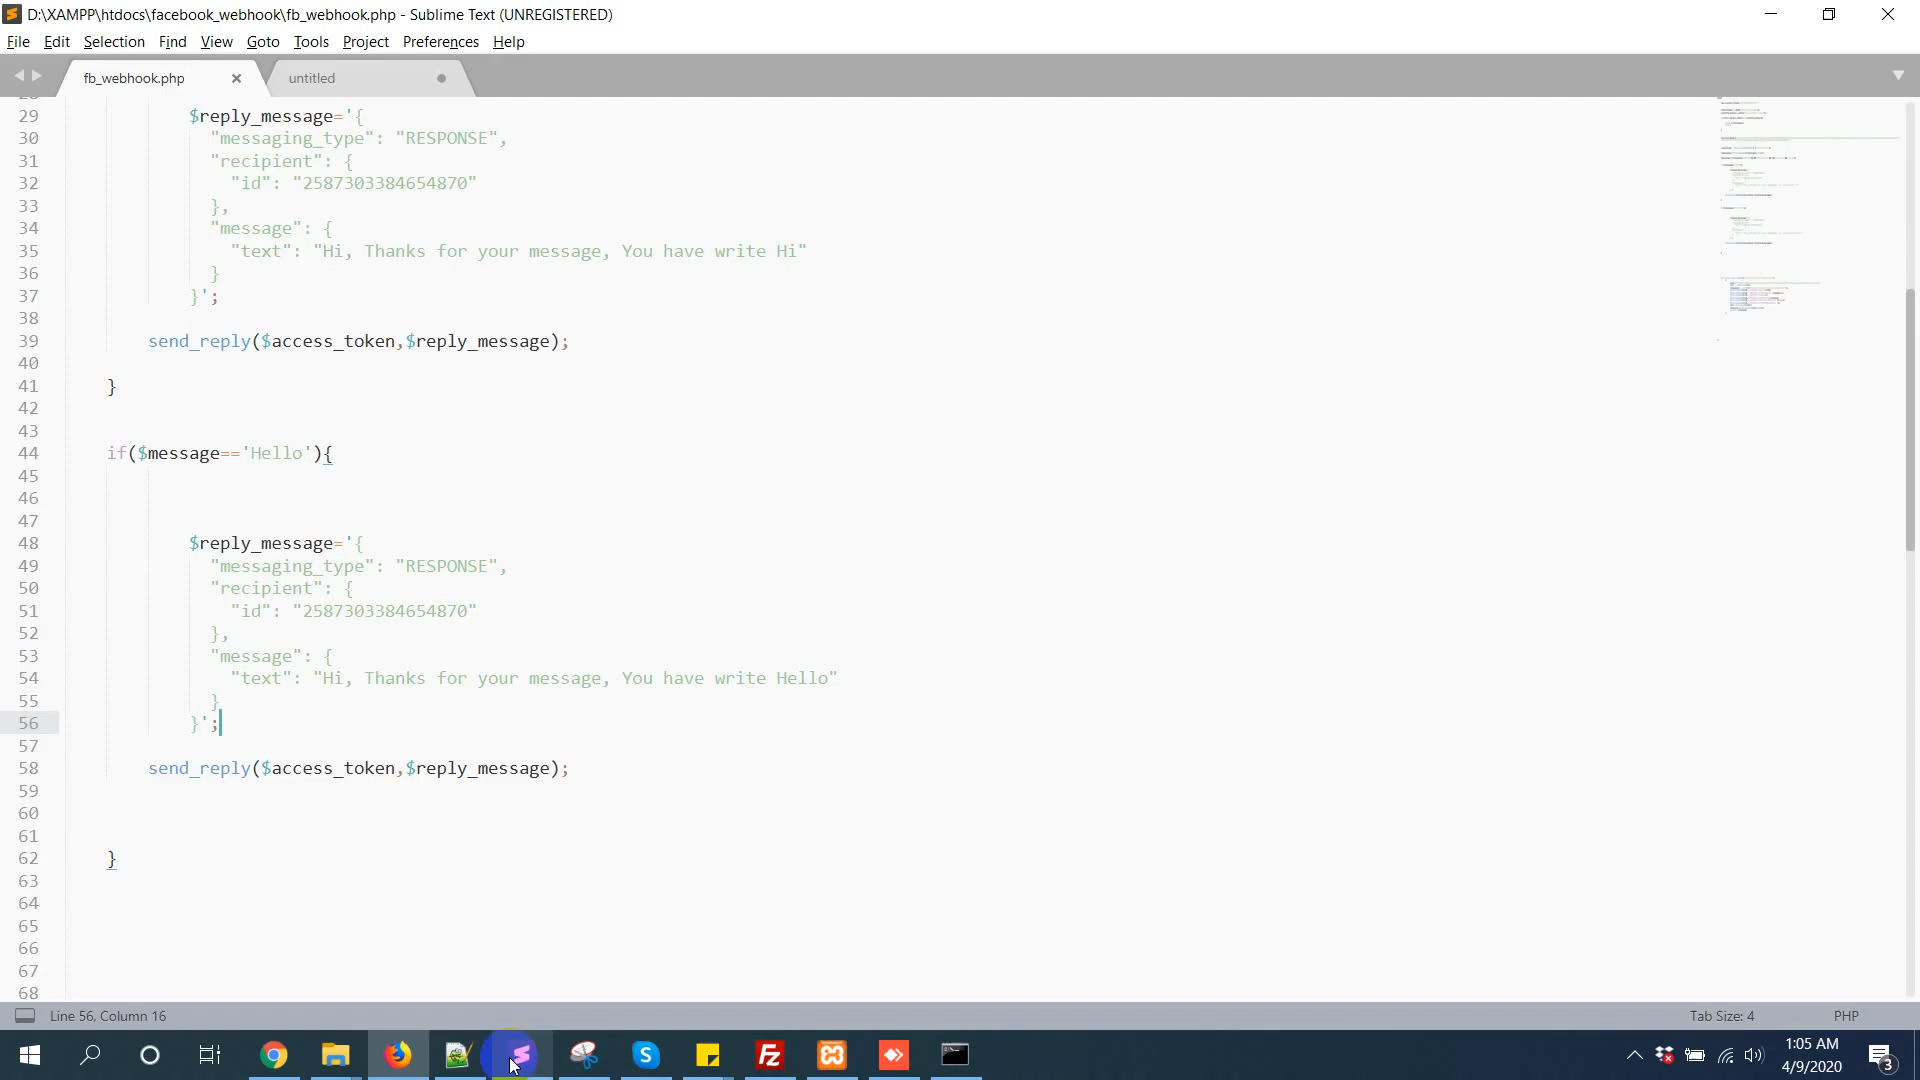 D:\XAMPP\htdocs\facebook_webhook\fb_webhook.php - Sublime Text (UNREGISTERED)
File Edit Selection Find View Goto Tools Project Preferences Help
fb_webhook.php untitled
29 $reply_message='{
30 "messaging_type": "RESPONSE",
31 "recipient": {
32 "id": "2587303384654870"
33 },
34 "message": {
35 "text": "Hi, Thanks for your message, You have write Hi"
36 }
37 }';
38
39 send_reply($access_token,$reply_message);
40
41 }
42
43
44 if($message=='Hello'){
45
46
47
48 $reply_message='{
49 "messaging_type": "RESPONSE",
50 "recipient": {
51 "id": "2587303384654870"
52 },
53 "message": {
54 "text": "Hi, Thanks for your message, You have write Hello"
55 }
56 }';
57
58 send_reply($access_token,$reply_message);
59
60
61
62 }
63
64
65
66
67
68
Line 56, Column 16 Tab Size: 4 PHP
1:05 AM
4/9/2020
3